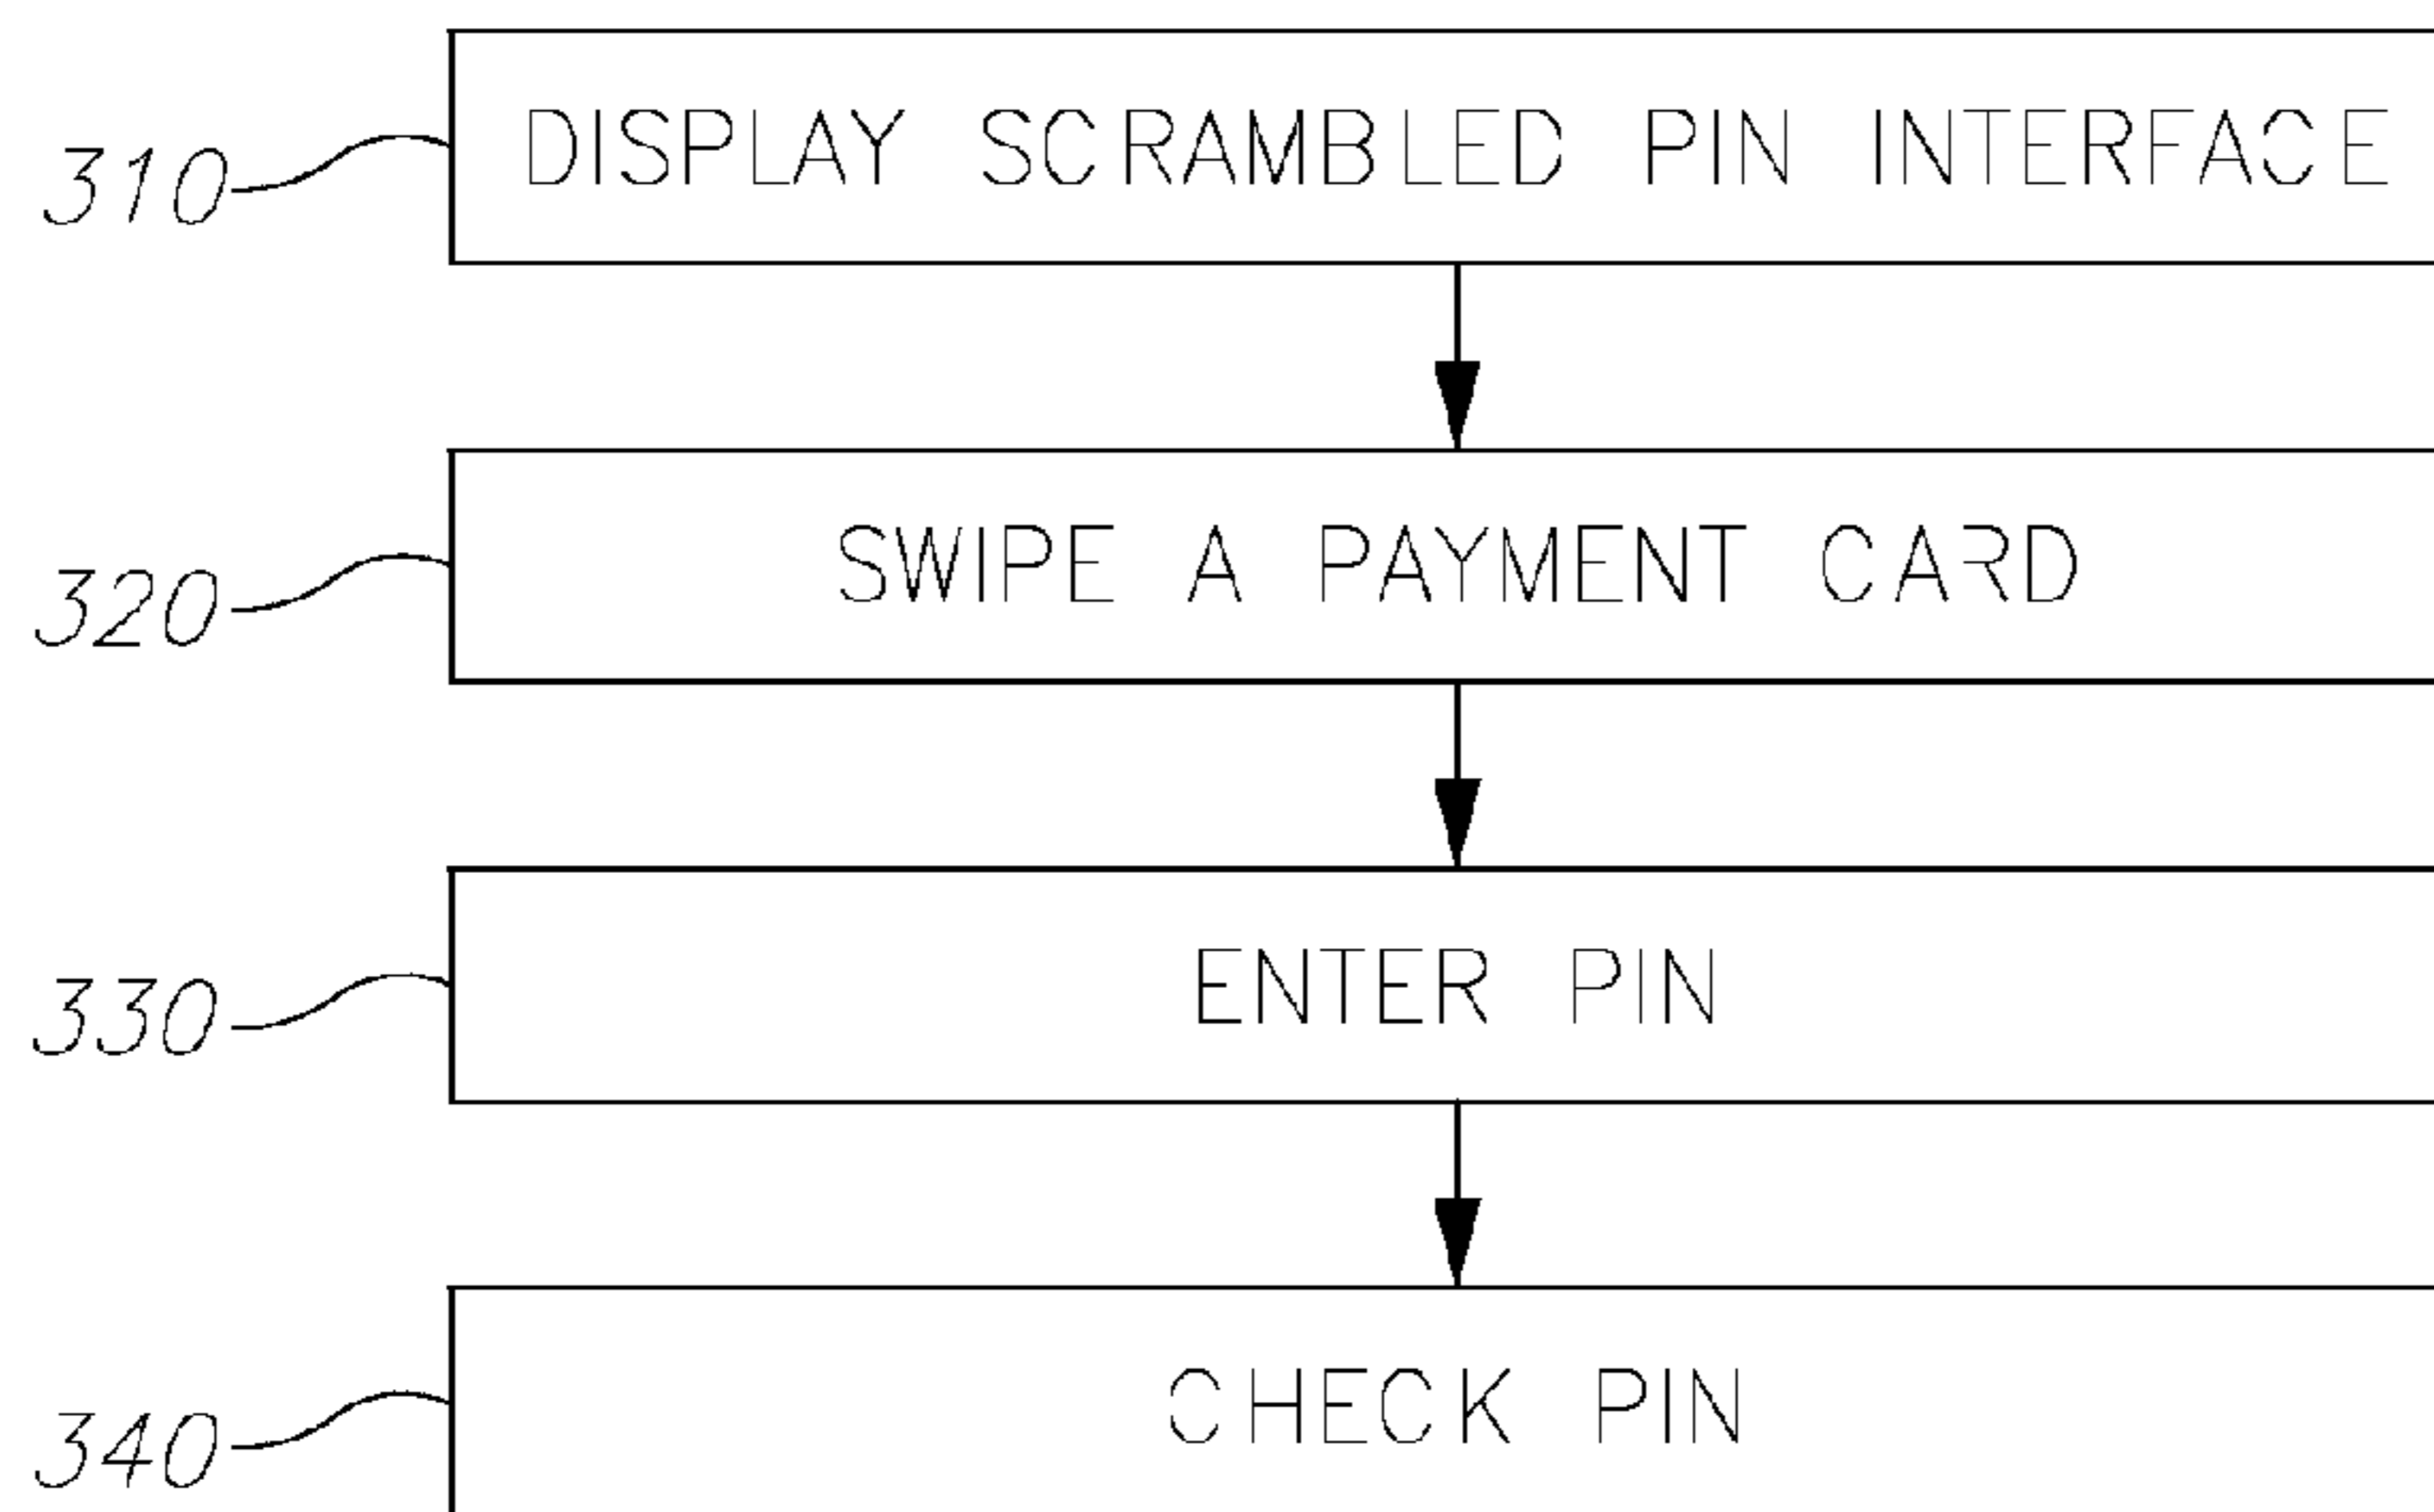 310 DISPLAY SCRAMBLED PIN INTERFACE
320 SWIPE A PAYMENT CARD
330 ENTER PIN
340 CHECK PIN